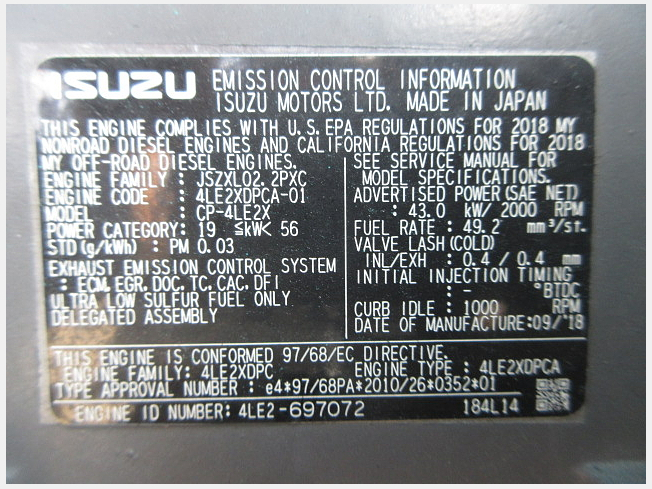 ISUZU EMISSION CONTROL INFORMATION
ISUZU MOTORS LTD. MADE IN JAPAN
THIS ENGINE COMPLIES WITH U.S.EPA REGULATIONS FOR 2018 MY
NONROAD DIESEL ENGINES AND CALIFORNIA REGULATIONS FOR 2018
MY OFF-ROAD DIESEL ENGINES.
ENGINE FAMILY : JSZXL02.2PXC
ENGINE CODE : 4LE2XDPCA-01
MODEL : CP-4LE2X
POWER CATEGORY: 19 ≤kW< 56
STD(g/kWh) : PM 0.03
EXHAUST EMISSION CONTROL SYSTEM
: ECM, EGR, DOC, TC, CAC, DFI
ULTRA LOW SULFUR FUEL ONLY
DELEGATED ASSEMBLY
SEE SERVICE MANUAL FOR
MODEL SPECIFICATIONS.
ADVERTISED POWER(SAE NET)
: 43.0 kW/ 2000 RPM
FUEL RATE : 49.2 mm³/st.
VALVE LASH(COLD)
INL/EXH : 0.4 / 0.4 mm
INITIAL INJECTION TIMING
: - °BTDC
CURB IDLE : 1000 RPM
DATE OF MANUFACTURE:09/'18
THIS ENGINE IS CONFORMED 97/68/EC DIRECTIVE.
ENGINE FAMILY: 4LE2XDPC ENGINE TYPE : 4LE2XDPCA
TYPE APPROVAL NUMBER : e4*97/68PA*2010/26*0352*01
ENGINE ID NUMBER: 4LE2-697072 184L14